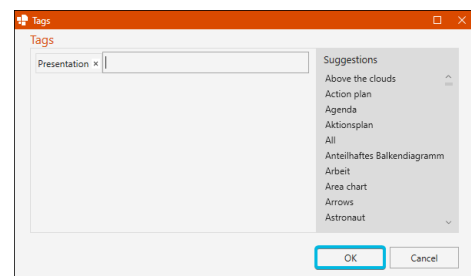 Tags
Tags
Presentation ×
Suggestions
Above the clouds
Action plan
Agenda
Aktionsplan
All
Anteilhaftes Balkendiagramm
Arbeit
Area chart
Arrows
Astronaut
OK
Cancel